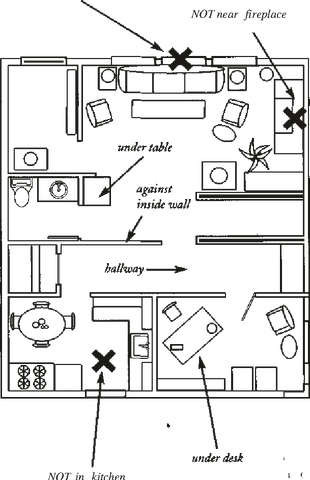 NOT near fireplace
under table
against
inside wall
hallway
under desk
NOT in kitchen